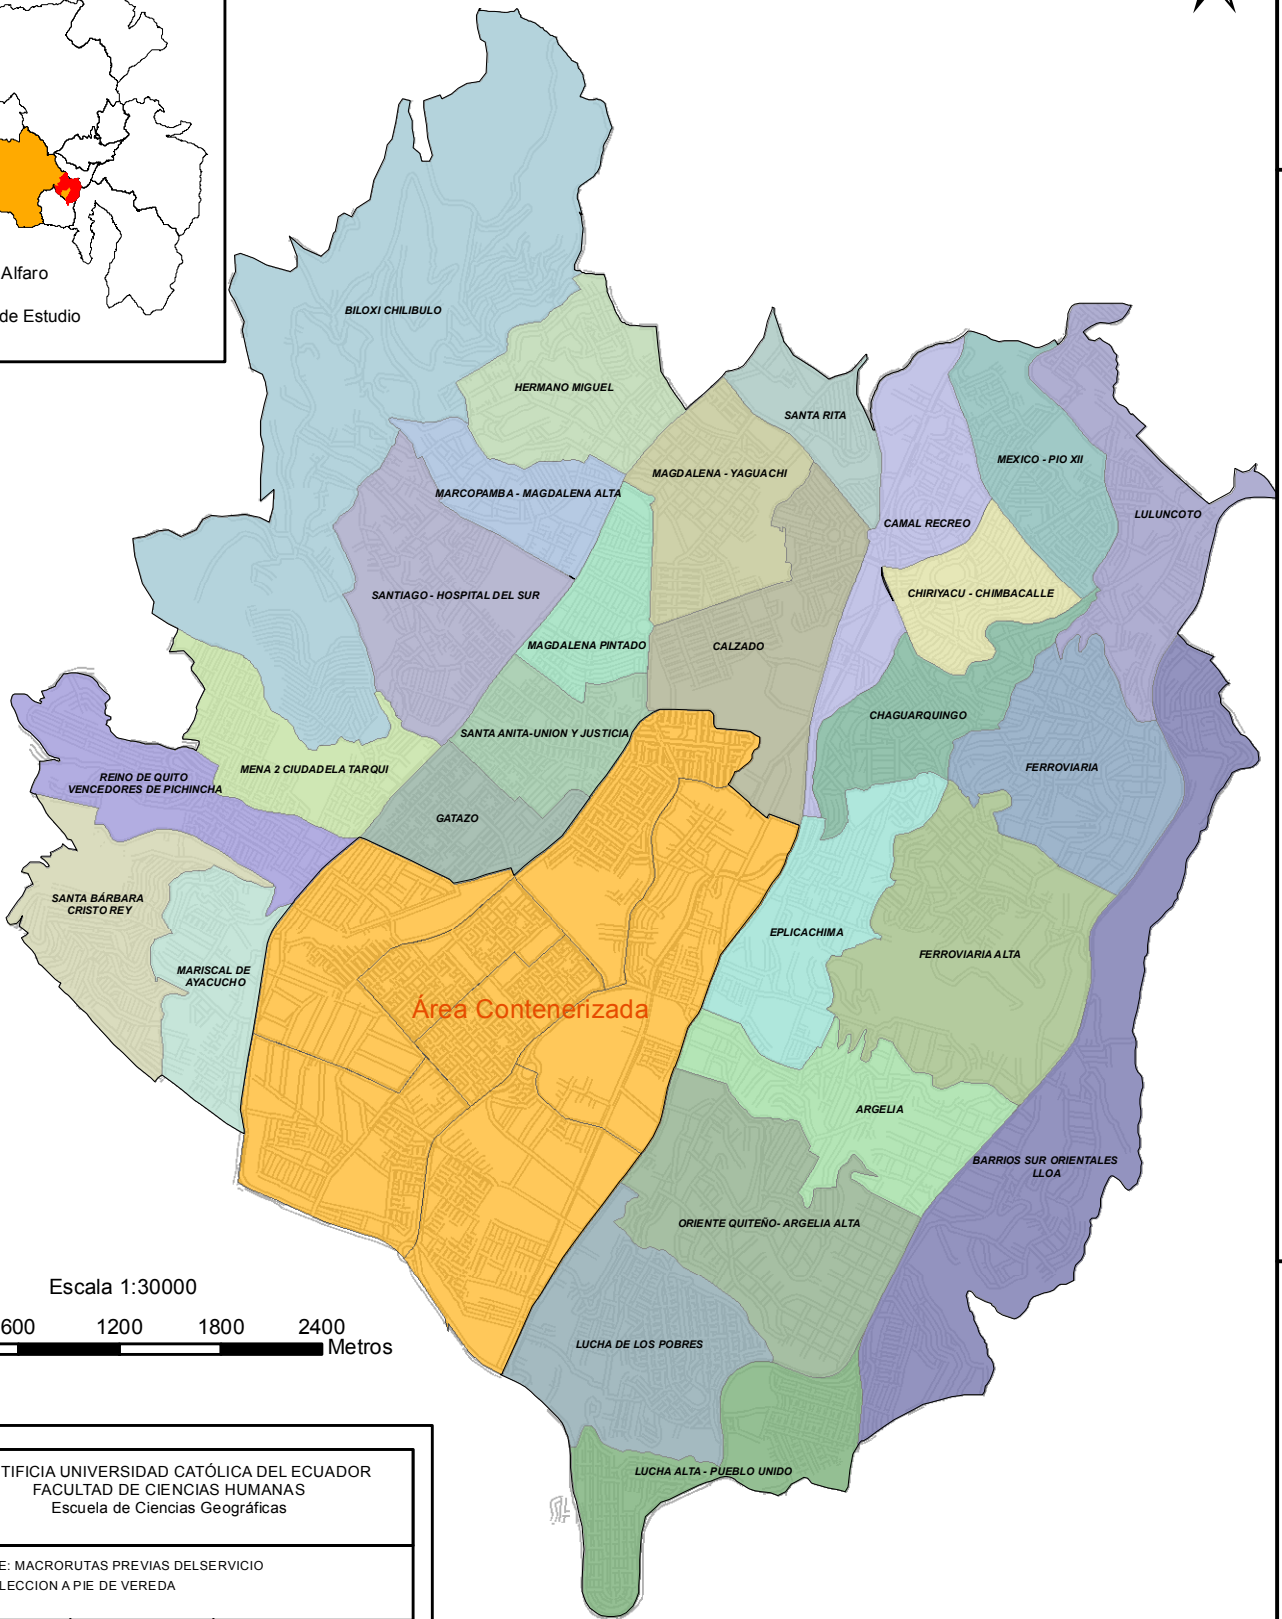 Alfaro
de Estudio
BILOXI CHILIBULO
HERMANO MIGUEL
SANTA RITA
MAGDALENA - YAGUACHI
MEXICO - PIO XII
MARCOPAMBA - MAGDALENA ALTA
LULUNCOTO
CAMAL RECREO
SANTIAGO - HOSPITAL DEL SUR
CHIRIYACU - CHIMBACALLE
MAGDALENA PINTADO
CALZADO
CHAGUARQUINGO
SANTA ANITA-UNION Y JUSTICIA
MENA 2 CIUDADELA TARQUI
FERROVIARIA
REINO DE QUITO
VENCEDORES DE PICHINCHA
GATAZO
SANTA BÁRBARA
CRISTO REY
EPLICACHIMA
FERROVIARIA ALTA
MARISCAL DE
AYACUCHO
Área Contenerizada
ARGELIA
BARRIOS SUR ORIENTALES
LLOA
ORIENTE QUITEÑO- ARGELIA ALTA
LUCHA DE LOS POBRES
LUCHA ALTA - PUEBLO UNIDO
Escala 1:30000
600 1200 1800 2400
Metros
TIFICIA UNIVERSIDAD CATÓLICA DEL ECUADOR
FACULTAD DE CIENCIAS HUMANAS
Escuela de Ciencias Geográficas
E: MACRORUTAS PREVIAS DELSERVICIO
LECCION A PIE DE VEREDA